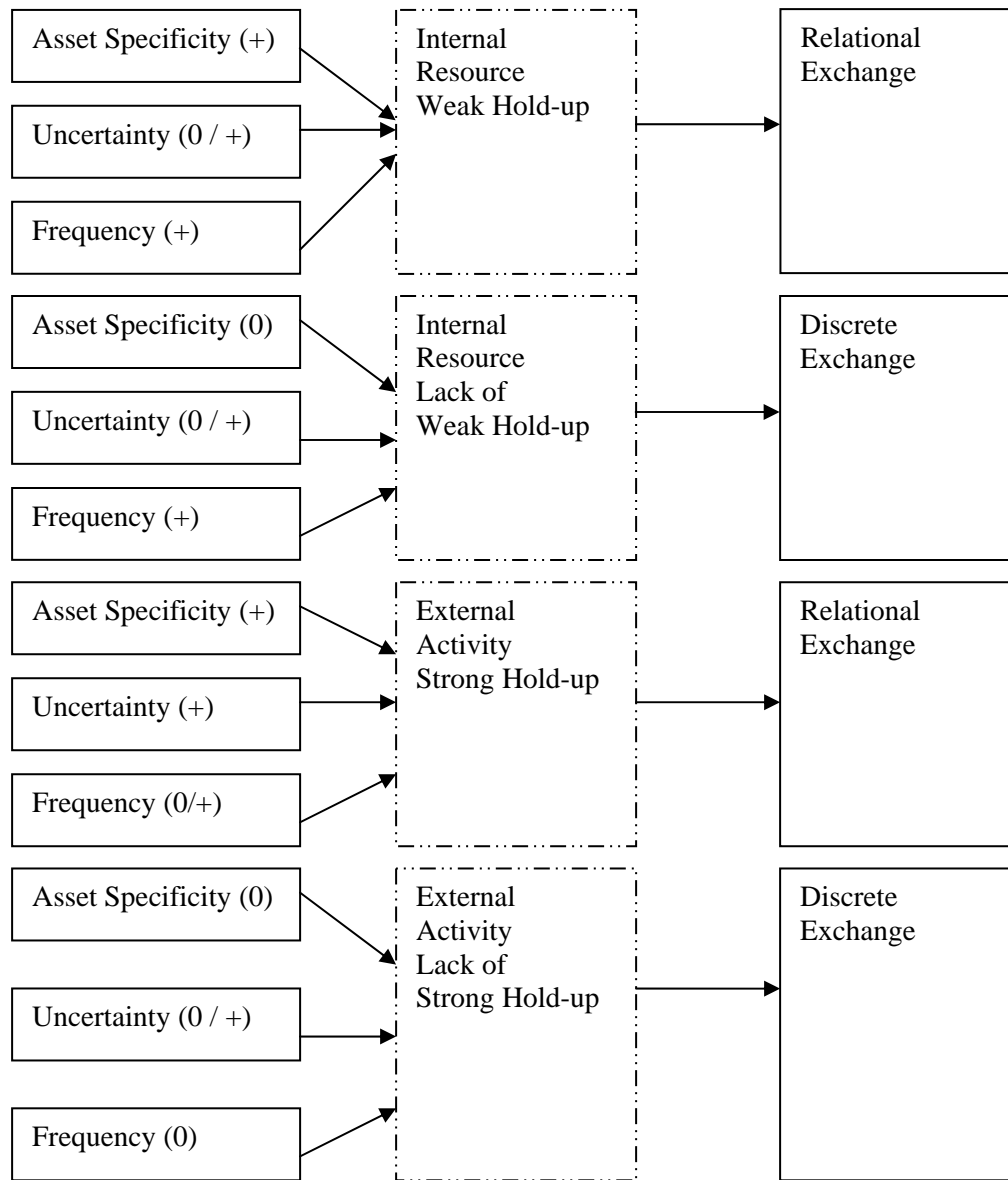 Asset Specificity (+)
Uncertainty (0 / +)
Frequency (+)
Internal
Resource
Weak Hold-up
Relational
Exchange
Asset Specificity (0)
Uncertainty (0 / +)
Frequency (+)
Internal
Resource
Lack of
Weak Hold-up
Discrete
Exchange
Asset Specificity (+)
Uncertainty (+)
Frequency (0/+)
External
Activity
Strong Hold-up
Relational
Exchange
Asset Specificity (0)
Uncertainty (0 / +)
Frequency (0)
External
Activity
Lack of
Strong Hold-up
Discrete
Exchange